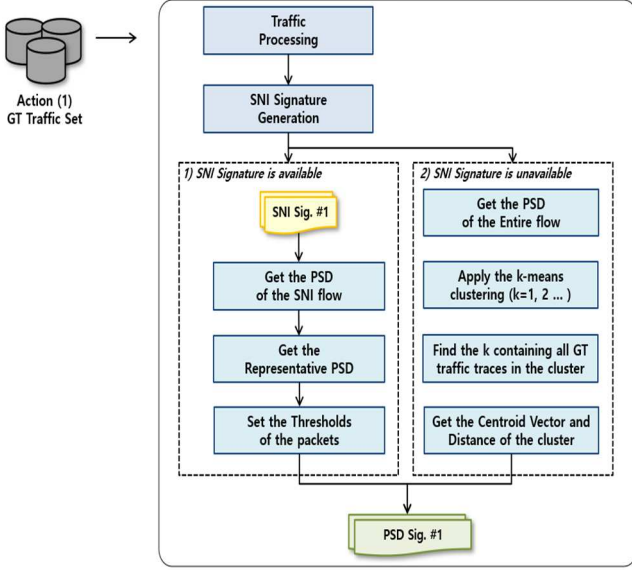 Action (1)
GT Traffic Set
Traffic
Processing
SNI Signature
Generation
1) SNI Signature is available
SNI Sig. #1
Get the PSD
of the SNI flow
Get the
Representative PSD
Set the Thresholds
of the packets
2) SNI Signature is unavailable
Get the PSD
of the Entire flow
Apply the k-means
clustering (k=1, 2 ... )
Find the k containing all GT
traffic traces in the cluster
Get the Centroid Vector and
Distance of the cluster
PSD Sig. #1